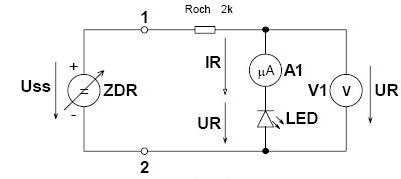 Roch 2k
1
+
IR
µA A1
Uss
= ZDR
V1 V UR
-
UR
LED
2